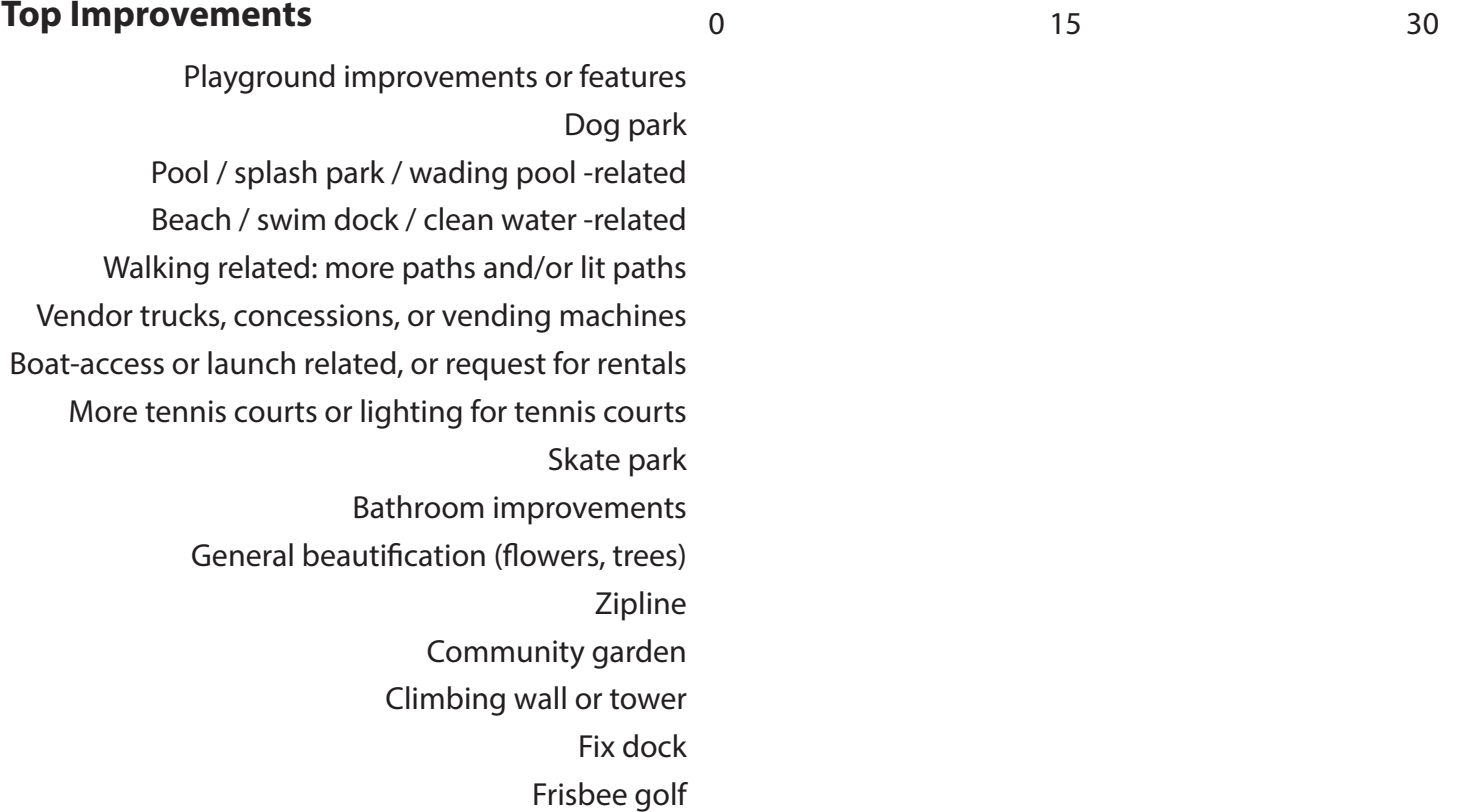 Top Improvements 0 15 30
Playground improvements or features
Dog park
Pool / splash park / wading pool -related
Beach / swim dock / clean water -related
Walking related: more paths and/or lit paths
Vendor trucks, concessions, or vending machines
Boat-access or launch related, or request for rentals
More tennis courts or lighting for tennis courts
Skate park
Bathroom improvements
General beautification (flowers, trees)
Zipline
Community garden
Climbing wall or tower
Fix dock
Frisbee golf